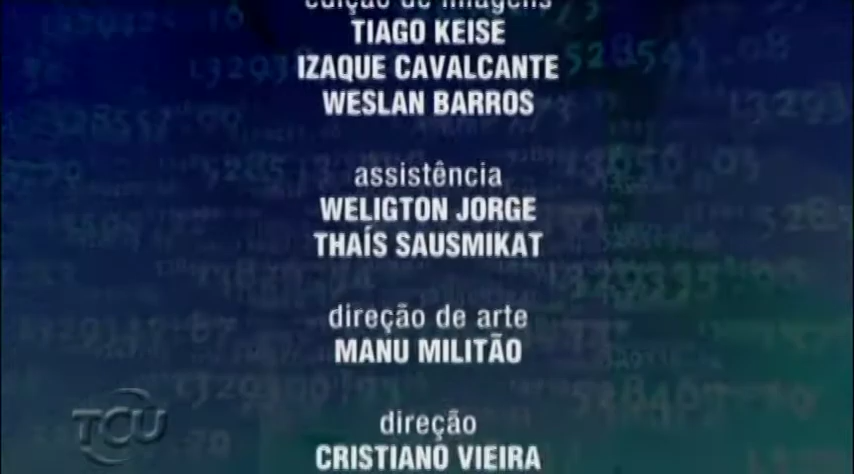 edição de imagens
TIAGO KEISE
IZAQUE CAVALCANTE
WESLAN BARROS
assistência
WELIGTON JORGE
THAÍS SAUSMIKAT
direção de arte
MANU MILITÃO
direção
CRISTIANO VIEIRA
TCU